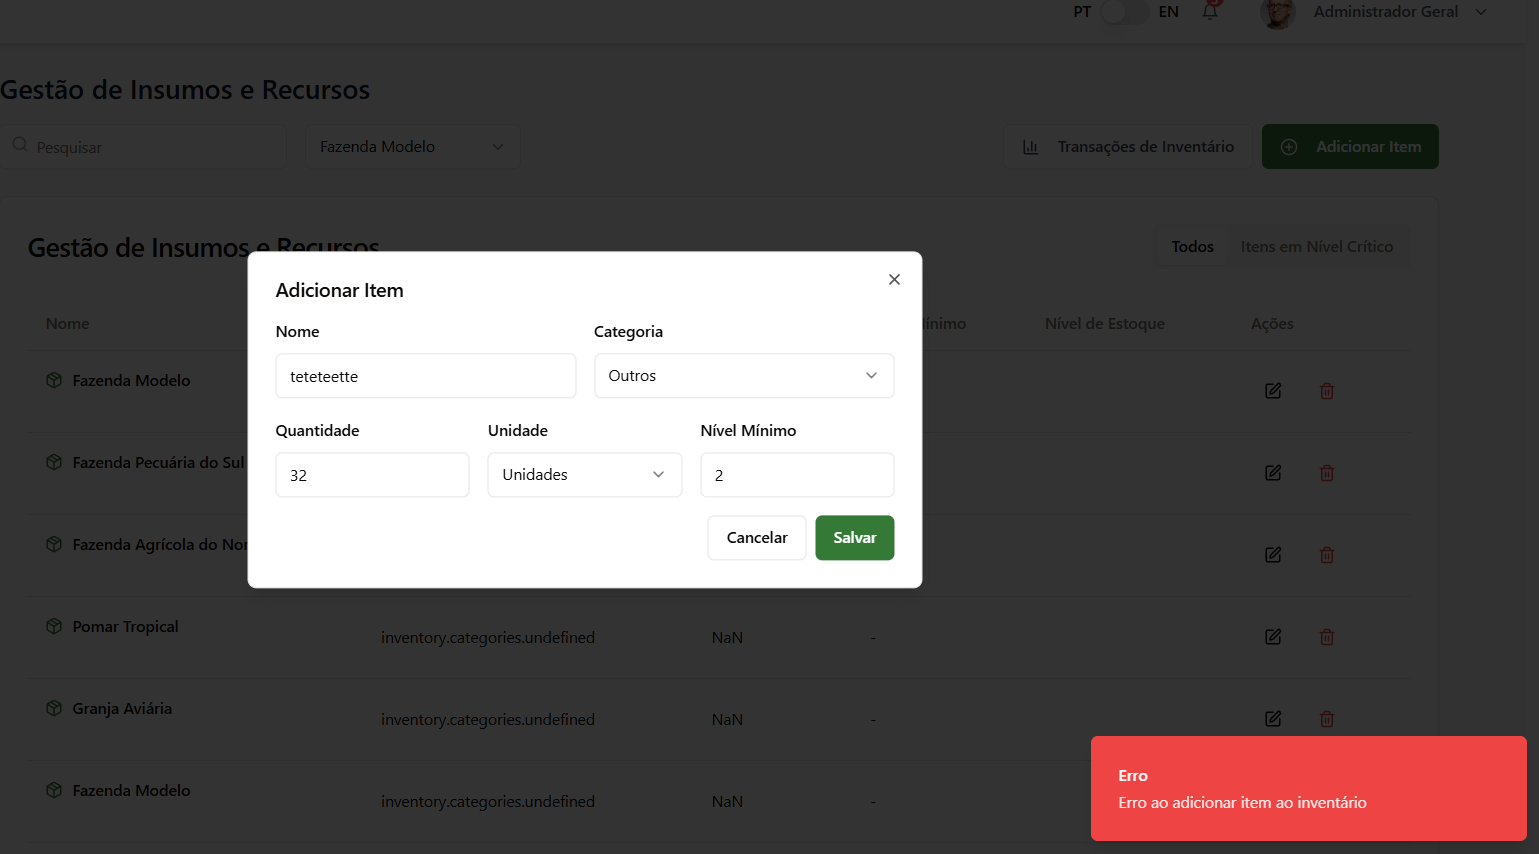 PT EN Administrador Geral
Gestão de Insumos e Recursos
Pesquisar
Fazenda Modelo
Transações de Inventário
Adicionar Item
Gestão de Insumos e Recursos
Todos
Itens em Nível Crítico
Adicionar Item
Nome
teteteette
Categoria
Outros
Quantidade
32
Unidade
Unidades
Nível Mínimo
2
Cancelar
Salvar
Nome Mínimo Nível de Estoque Ações
Fazenda Modelo
Fazenda Pecuária do Sul
Fazenda Agrícola do Nor
Pomar Tropical inventory.categories.undefined NaN -
Granja Aviária inventory.categories.undefined NaN -
Fazenda Modelo inventory.categories.undefined NaN -
Erro
Erro ao adicionar item ao inventário